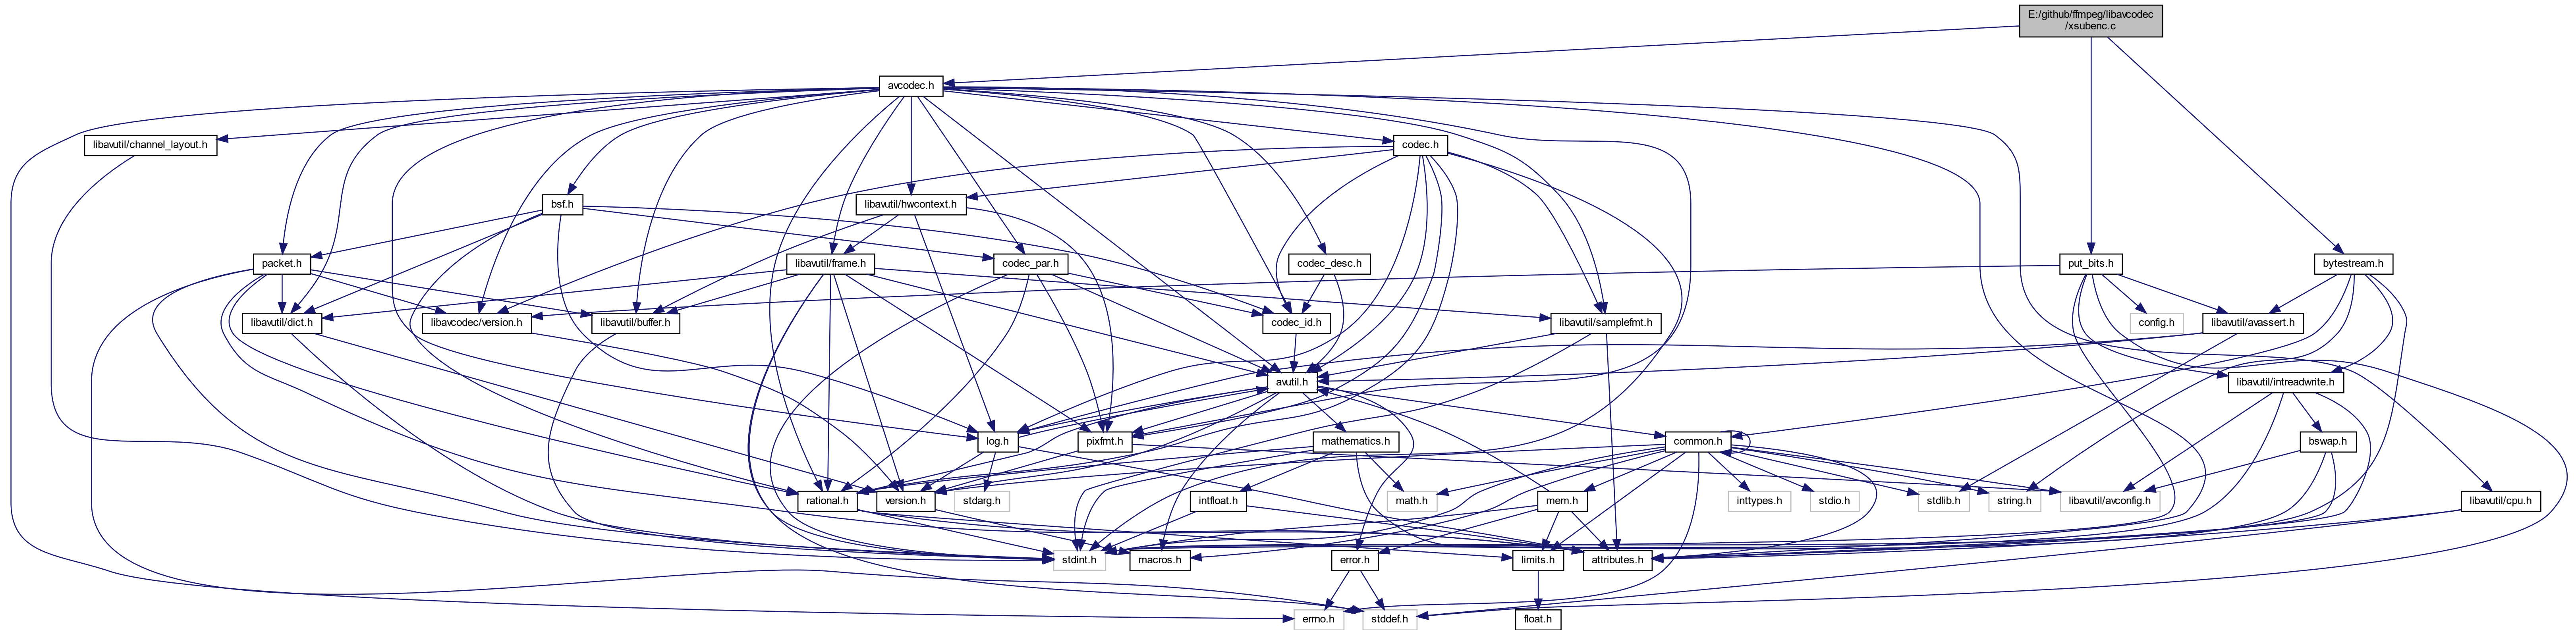 E:/github/ffmpeg/libavcodec
/xsubenc.c
avcodec.h
libavutil/channel_layout.h
codec.h
bsf.h
libavutil/hwcontext.h
packet.h
libavutil/frame.h
codec_par.h
codec_desc.h
put_bits.h
bytestream.h
libavutil/dict.h
libavcodec/version.h
libavutil/buffer.h
codec_id.h
libavutil/samplefmt.h
config.h
libavutil/avassert.h
avutil.h
libavutil/intreadwrite.h
log.h
pixfmt.h
mathematics.h
common.h
bswap.h
rational.h
version.h
stdarg.h
intfloat.h
math.h
mem.h
inttypes.h
stdio.h
stdlib.h
string.h
libavutil/avconfig.h
libavutil/cpu.h
stdint.h
macros.h
error.h
limits.h
attributes.h
errno.h
stddef.h
float.h